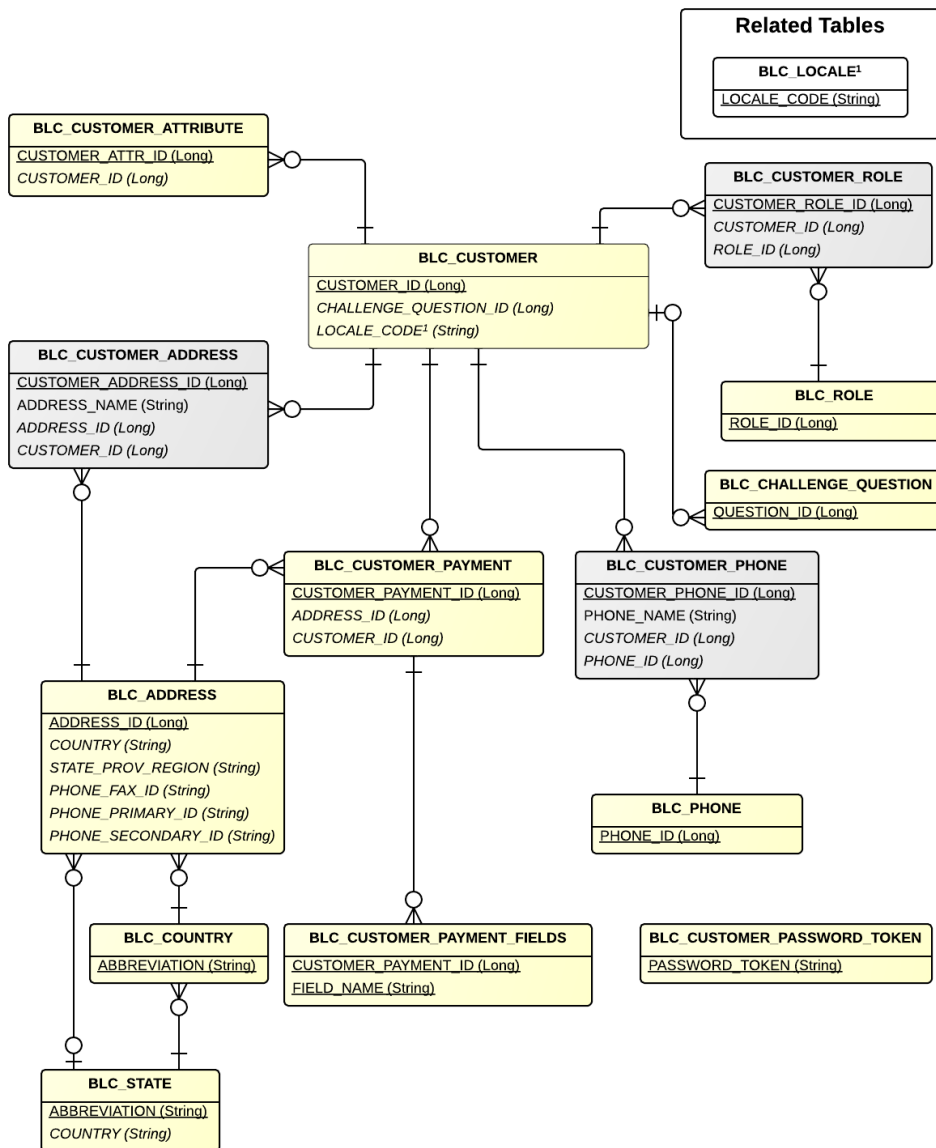 Related Tables
BLC_LOCALE¹
LOCALE_CODE (String)
BLC_CUSTOMER_ATTRIBUTE
CUSTOMER_ATTR_ID (Long)
CUSTOMER_ID (Long)
BLC_CUSTOMER_ROLE
CUSTOMER_ROLE_ID (Long)
CUSTOMER_ID (Long)
ROLE_ID (Long)
BLC_CUSTOMER
CUSTOMER_ID (Long)
CHALLENGE_QUESTION_ID (Long)
LOCALE_CODE¹ (String)
BLC_CUSTOMER_ADDRESS
CUSTOMER_ADDRESS_ID (Long)
ADDRESS_NAME (String)
ADDRESS_ID (Long)
CUSTOMER_ID (Long)
BLC_ROLE
ROLE_ID (Long)
BLC_CHALLENGE_QUESTION
QUESTION_ID (Long)
BLC_CUSTOMER_PAYMENT
CUSTOMER_PAYMENT_ID (Long)
ADDRESS_ID (Long)
CUSTOMER_ID (Long)
BLC_CUSTOMER_PHONE
CUSTOMER_PHONE_ID (Long)
PHONE_NAME (String)
CUSTOMER_ID (Long)
PHONE_ID (Long)
BLC_ADDRESS
ADDRESS_ID (Long)
COUNTRY (String)
STATE_PROV_REGION (String)
PHONE_FAX_ID (String)
PHONE_PRIMARY_ID (String)
PHONE_SECONDARY_ID (String)
BLC_PHONE
PHONE_ID (Long)
BLC_COUNTRY
ABBREVIATION (String)
BLC_CUSTOMER_PAYMENT_FIELDS
CUSTOMER_PAYMENT_ID (Long)
FIELD_NAME (String)
BLC_CUSTOMER_PASSWORD_TOKEN
PASSWORD_TOKEN (String)
BLC_STATE
ABBREVIATION (String)
COUNTRY (String)